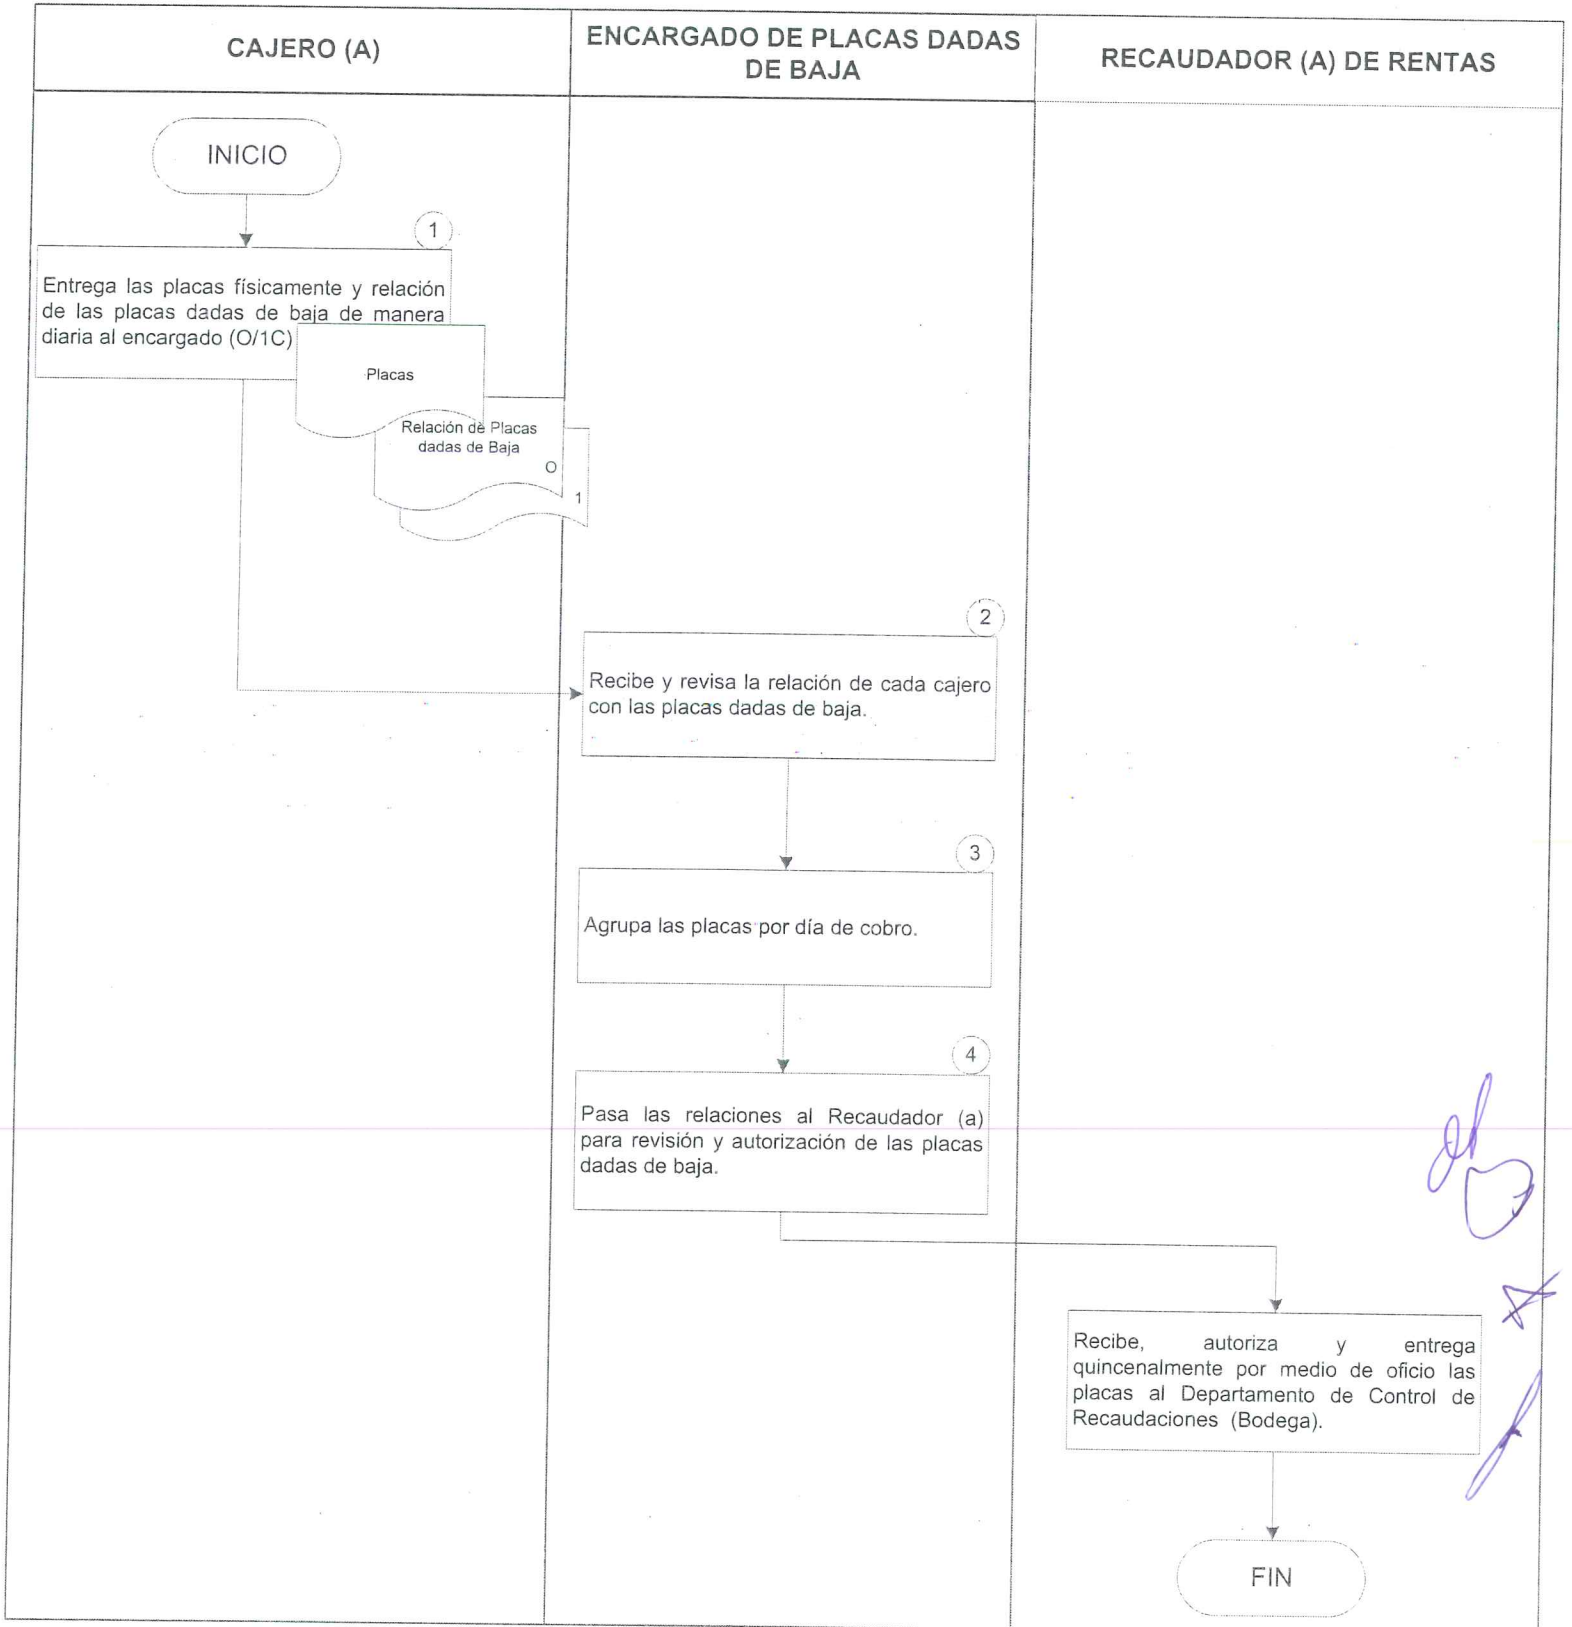 CAJERO (A)
ENCARGADO DE PLACAS DADAS
DE BAJA
RECAUDADOR (A) DE RENTAS
INICIO
1
Entrega las placas físicamente y relación
de las placas dadas de baja de manera
diaria al encargado (O/1C)
Placas
Relación de Placas
dadas de Baja
O
1
2
Recibe y revisa la relación de cada cajero
con las placas dadas de baja.
3
Agrupa las placas por día de cobro.
4
Pasa las relaciones al Recaudador (a)
para revisión y autorización de las placas
dadas de baja.
Recibe, autoriza y entrega
quincenalmente por medio de oficio las
placas al Departamento de Control de
Recaudaciones (Bodega).
FIN